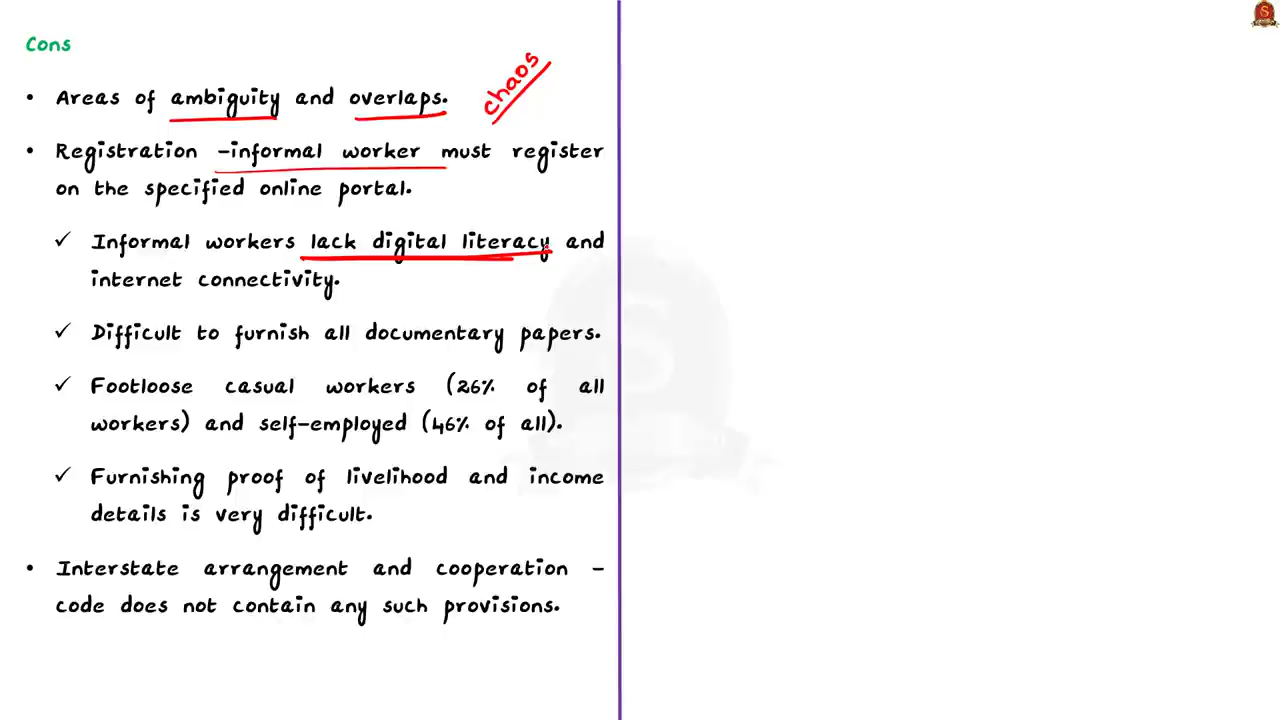 Cons
• Areas of ambiguity and overlaps.
chaos
• Registration -informal worker must register
on the specified online portal.
✓ Informal workers lack digital literacy and
internet connectivity.
✓ Difficult to furnish all documentary papers.
✓ Footloose casual workers (26% of all
workers) and self-employed (46% of all).
✓ Furnishing proof of livelihood and income
details is very difficult.
• Interstate arrangement and cooperation -
code does not contain any such provisions.